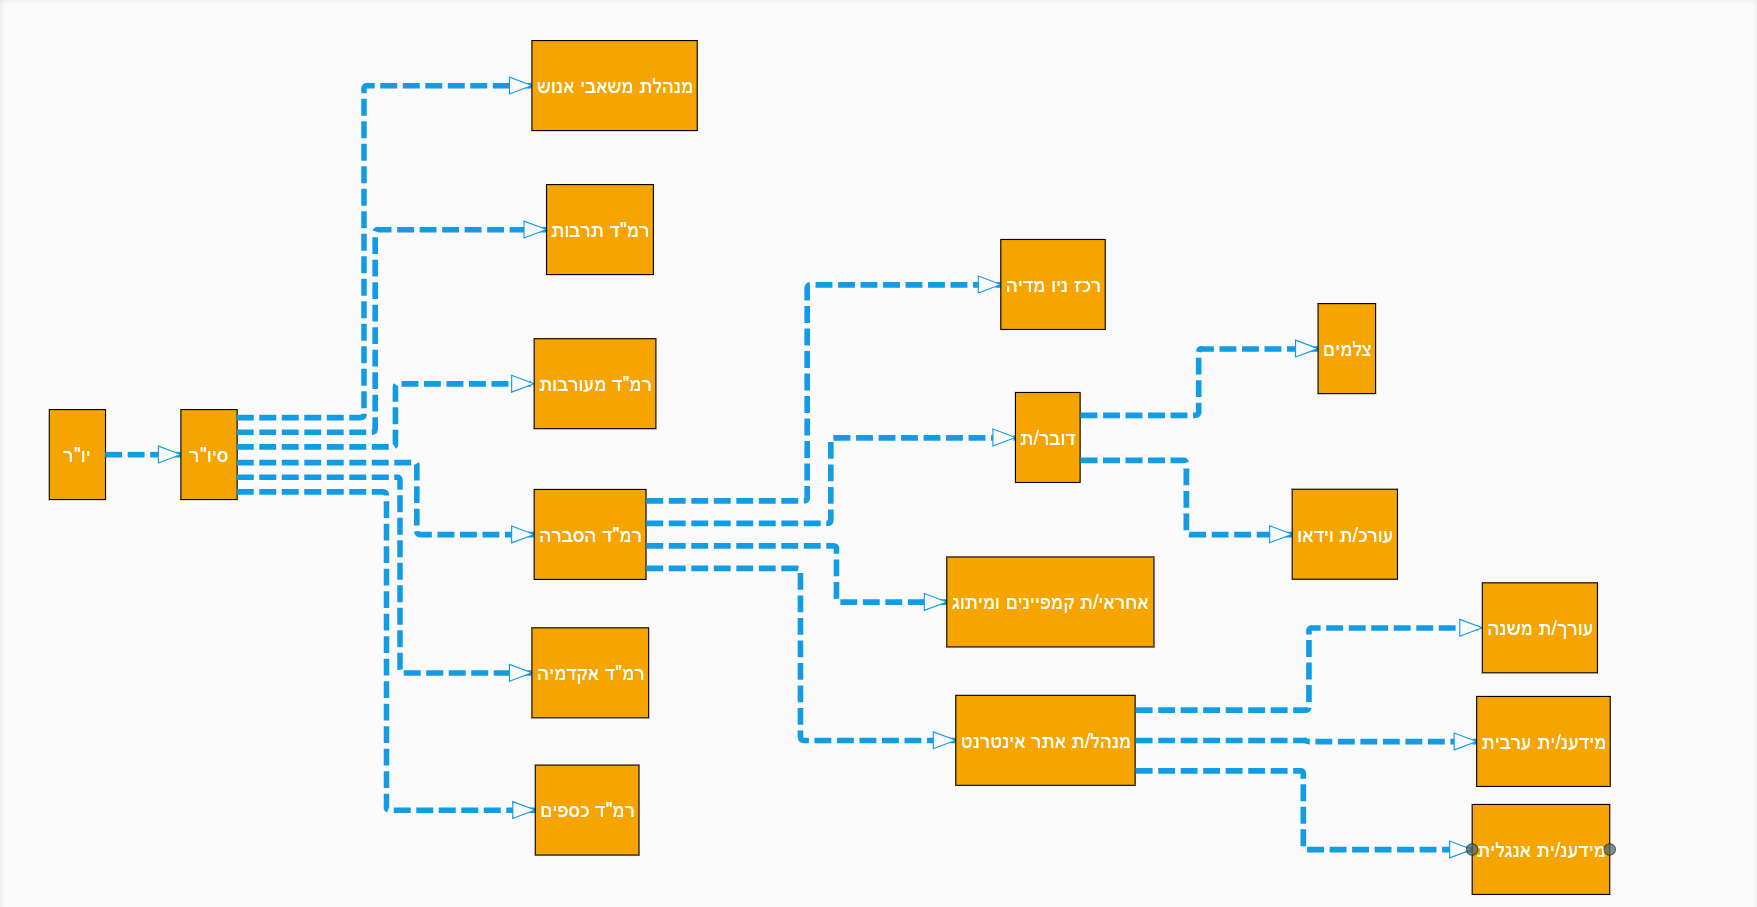 יו"ר
סיו"ר
מנהלת משאבי אנוש
רמ"ד תרבות
רמ"ד מעורבות
רמ"ד הסברה
רמ"ד אקדמיה
רמ"ד כספים
רכז ניו מדיה
דובר/ת
אחראי/ת קמפיינים ומיתוג
מנהל/ת אתר אינטרנט
צלמים
עורכ/ת וידאו
עורך/ת משנה
מידענ/ית ערבית
מידענ/ית אנגלית